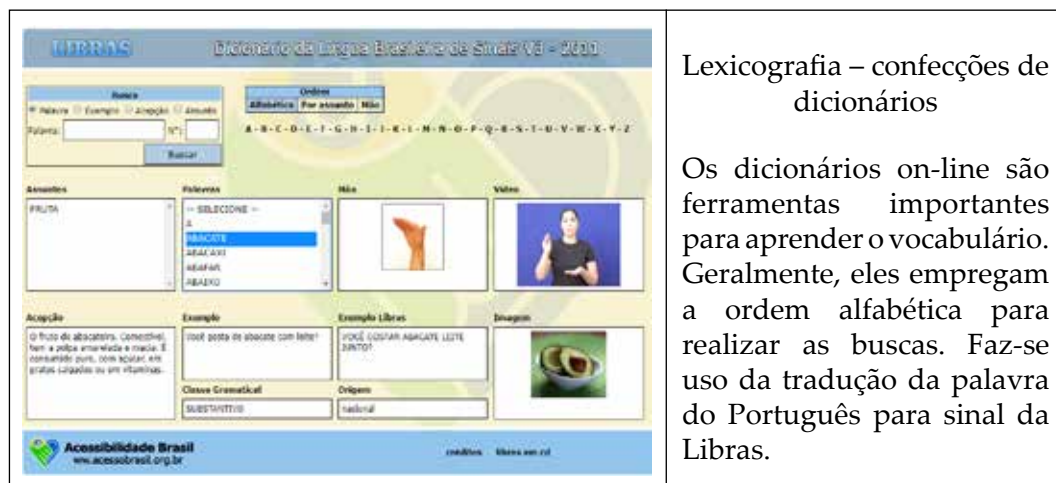 LIBRAS
Dicionário da Língua Brasileira de Sinais V3 - 2011
Busca
Palavra Exemplo Acepção Assunto
Palavra: N°:
Buscar
Ordem
Alfabética Por assunto Mão
A - B - C - D - E - F - G - H - I - J - K - L - M - N - O - P - Q - R - S - T - U - V - W - X - Y - Z
Assuntos
FRUTA
Palavras
-- SELECIONE --
A
ABACATE
ABACAXI
ABAFAR
ABAIXO
Mão
Vídeo
Acepção
O fruto do abacateiro. Comestível,
tem a polpa amarelada e macia. É
consumido puro, com açúcar, em
pratos salgados ou em vitaminas.
Exemplo
Você gosta de abacate com leite?
Exemplo Libras
VOCÊ GOSTAR ABACATE LEITE
JUNTO?
Imagem
Classe Gramatical
SUBSTANTIVO
Origem
nacional
Acessibilidade Brasil
www.acessobrasil.org.br
créditos libras em cd
Lexicografia – confecções de
dicionários
Os dicionários on-line são
ferramentas importantes
para aprender o vocabulário.
Geralmente, eles empregam
a ordem alfabética para
realizar as buscas. Faz-se
uso da tradução da palavra
do Português para sinal da
Libras.